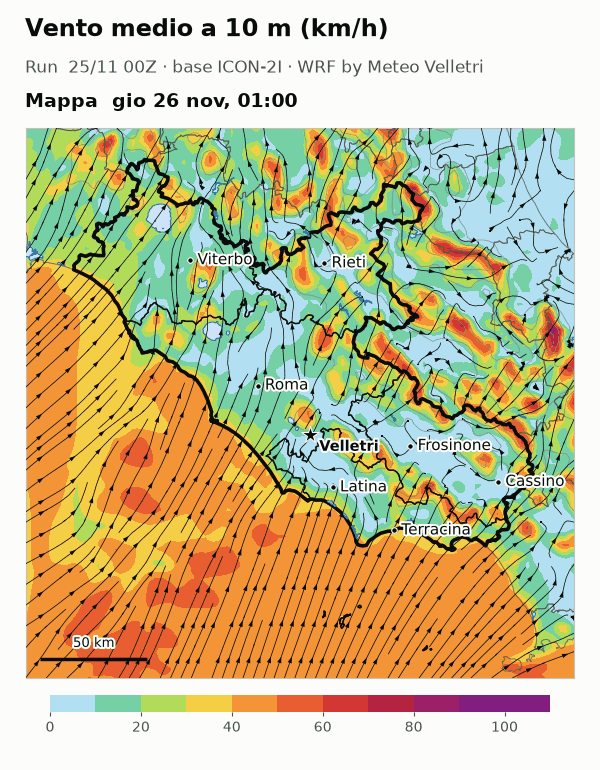 Vento medio a 10 m (km/h)
Run 25/11 00Z · base ICON-2I · WRF by Meteo Velletri
Mappa gio 26 nov, 01:00
Viterbo
Rieti
Roma
Velletri
Frosinone
Cassino
Latina
Terracina
50 km
0 20 40 60 80 100